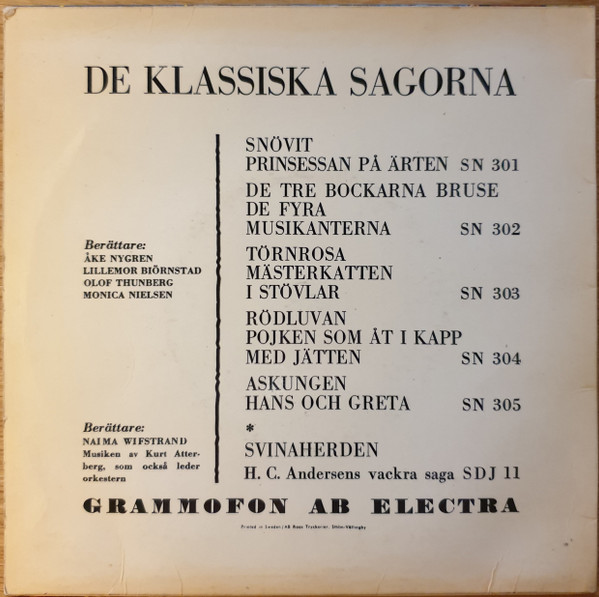 DE KLASSISKA SAGORNA
SNÖVIT
PRINSESSAN PÅ ÄRTEN SN 301
DE TRE BOCKARNA BRUSE
DE FYRA
MUSIKANTERNA SN 302
TÖRNROSA
MÄSTERKATTEN
I STÖVLAR SN 303
RÖDLUVAN
POJKEN SOM ÅT I KAPP
MED JÄTTEN SN 304
ASKUNGEN
HANS OCH GRETA SN 305
*
SVINAHERDEN
H. C. Andersens vackra saga SDJ 11
Berättare:
ÅKE NYGREN
LILLEMOR BIÖRNSTAD
OLOF THUNBERG
MONICA NIELSEN
Berättare:
NAIMA WIFSTRAND
Musiken av Kurt Atter-
berg, som också leder
orkestern
GRAMMOFON AB ELECTRA
Printed in Sweden / AB